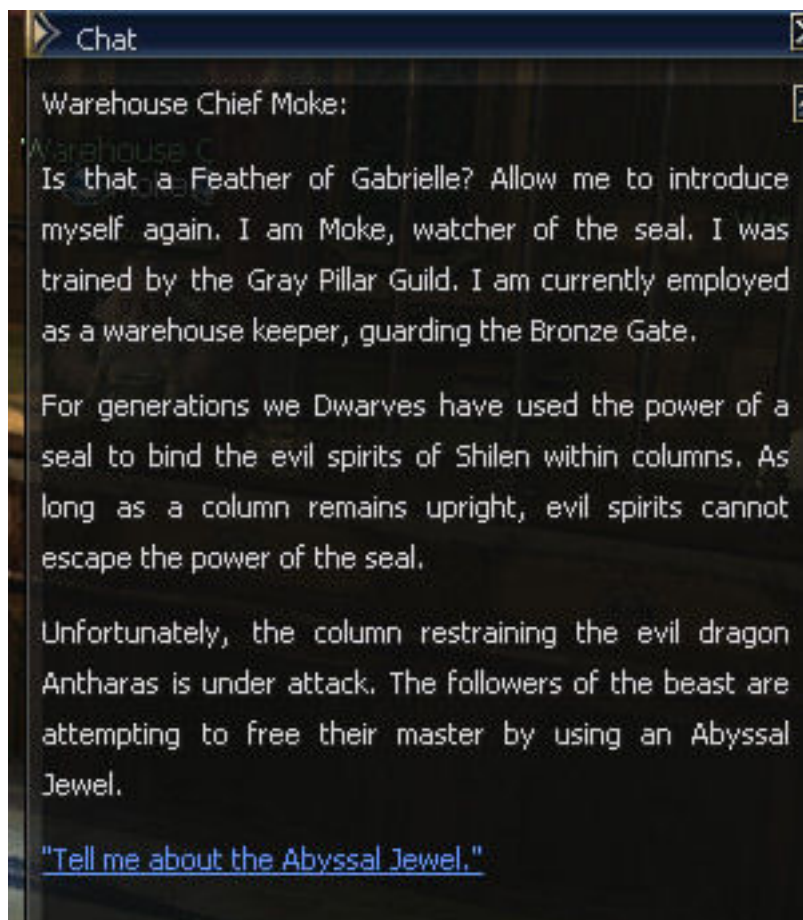 Chat
Warehouse Chief Moke:
Warehouse C
Moke
Is that a Feather of Gabrielle? Allow me to introduce
myself again. I am Moke, watcher of the seal. I was
trained by the Gray Pillar Guild. I am currently employed
as a warehouse keeper, guarding the Bronze Gate.
For generations we Dwarves have used the power of a
seal to bind the evil spirits of Shilen within columns. As
long as a column remains upright, evil spirits cannot
escape the power of the seal.
Unfortunately, the column restraining the evil dragon
Antharas is under attack. The followers of the beast are
attempting to free their master by using an Abyssal
Jewel.
"Tell me about the Abyssal Jewel."